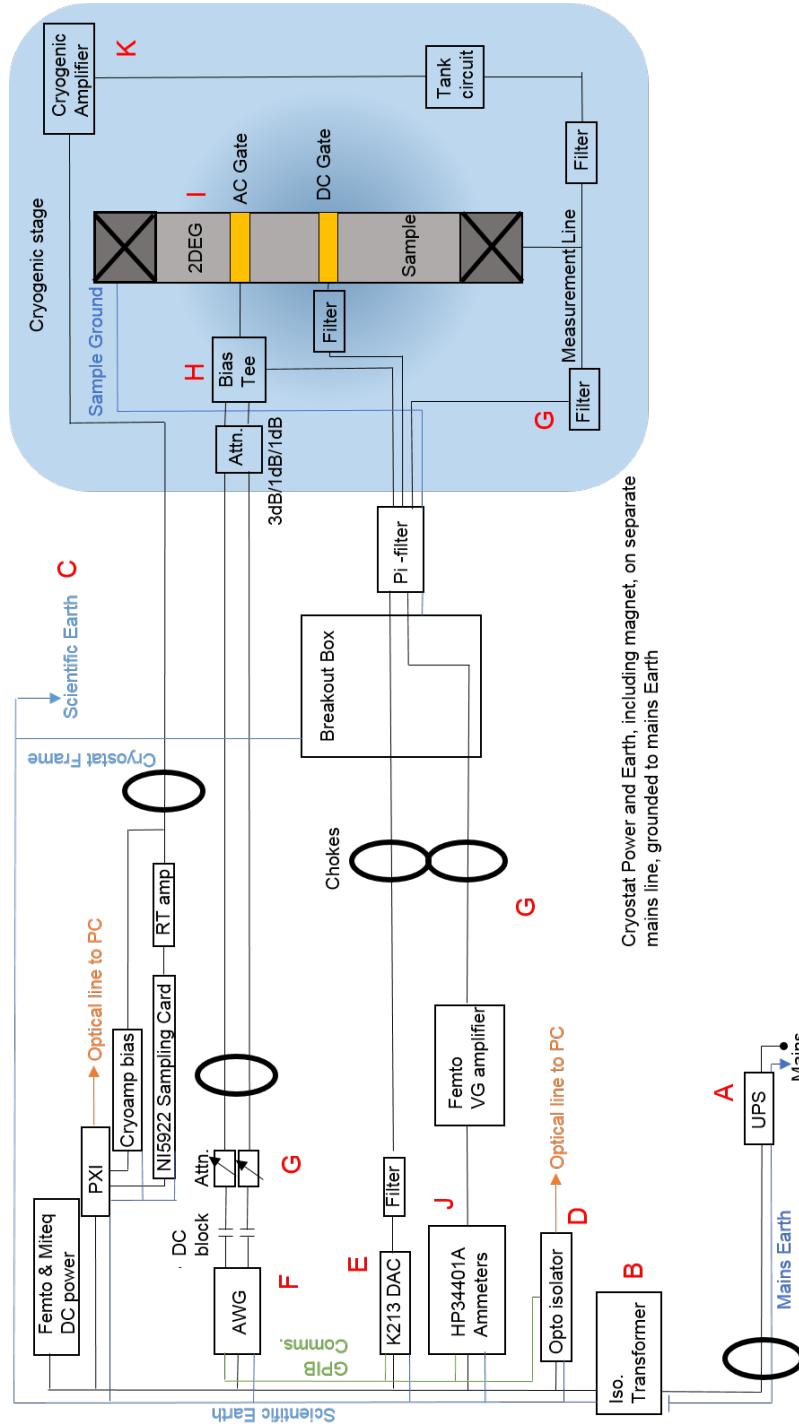 Femto & Miteq
DC power
PXI
Optical line to PC
Cryoamp bias
NI5922 Sampling Card
RT amp
Cryostat Frame
Scientific Earth
C
Cryogenic stage
Cryogenic
Amplifier
K
Sample Ground
Tank
circuit
Filter
2DEG
I
AC Gate
DC Gate
Sample
Measurement Line
Filter
G
Filter
H
Bias
Tee
Attn.
3dB/1dB/1dB
Pi -filter
Breakout Box
Chokes
DC
block
Attn.
G
AWG
F
GPIB
Comms.
E
K213 DAC
Filter
J
HP34401A
Ammeters
Femto
VG amplifier
G
D
Opto isolator
Optical line to PC
B
Iso.
Transformer
Scientific Earth
A
UPS
Mains
Mains Earth
Cryostat Power and Earth, including magnet, on separate
mains line, grounded to mains Earth